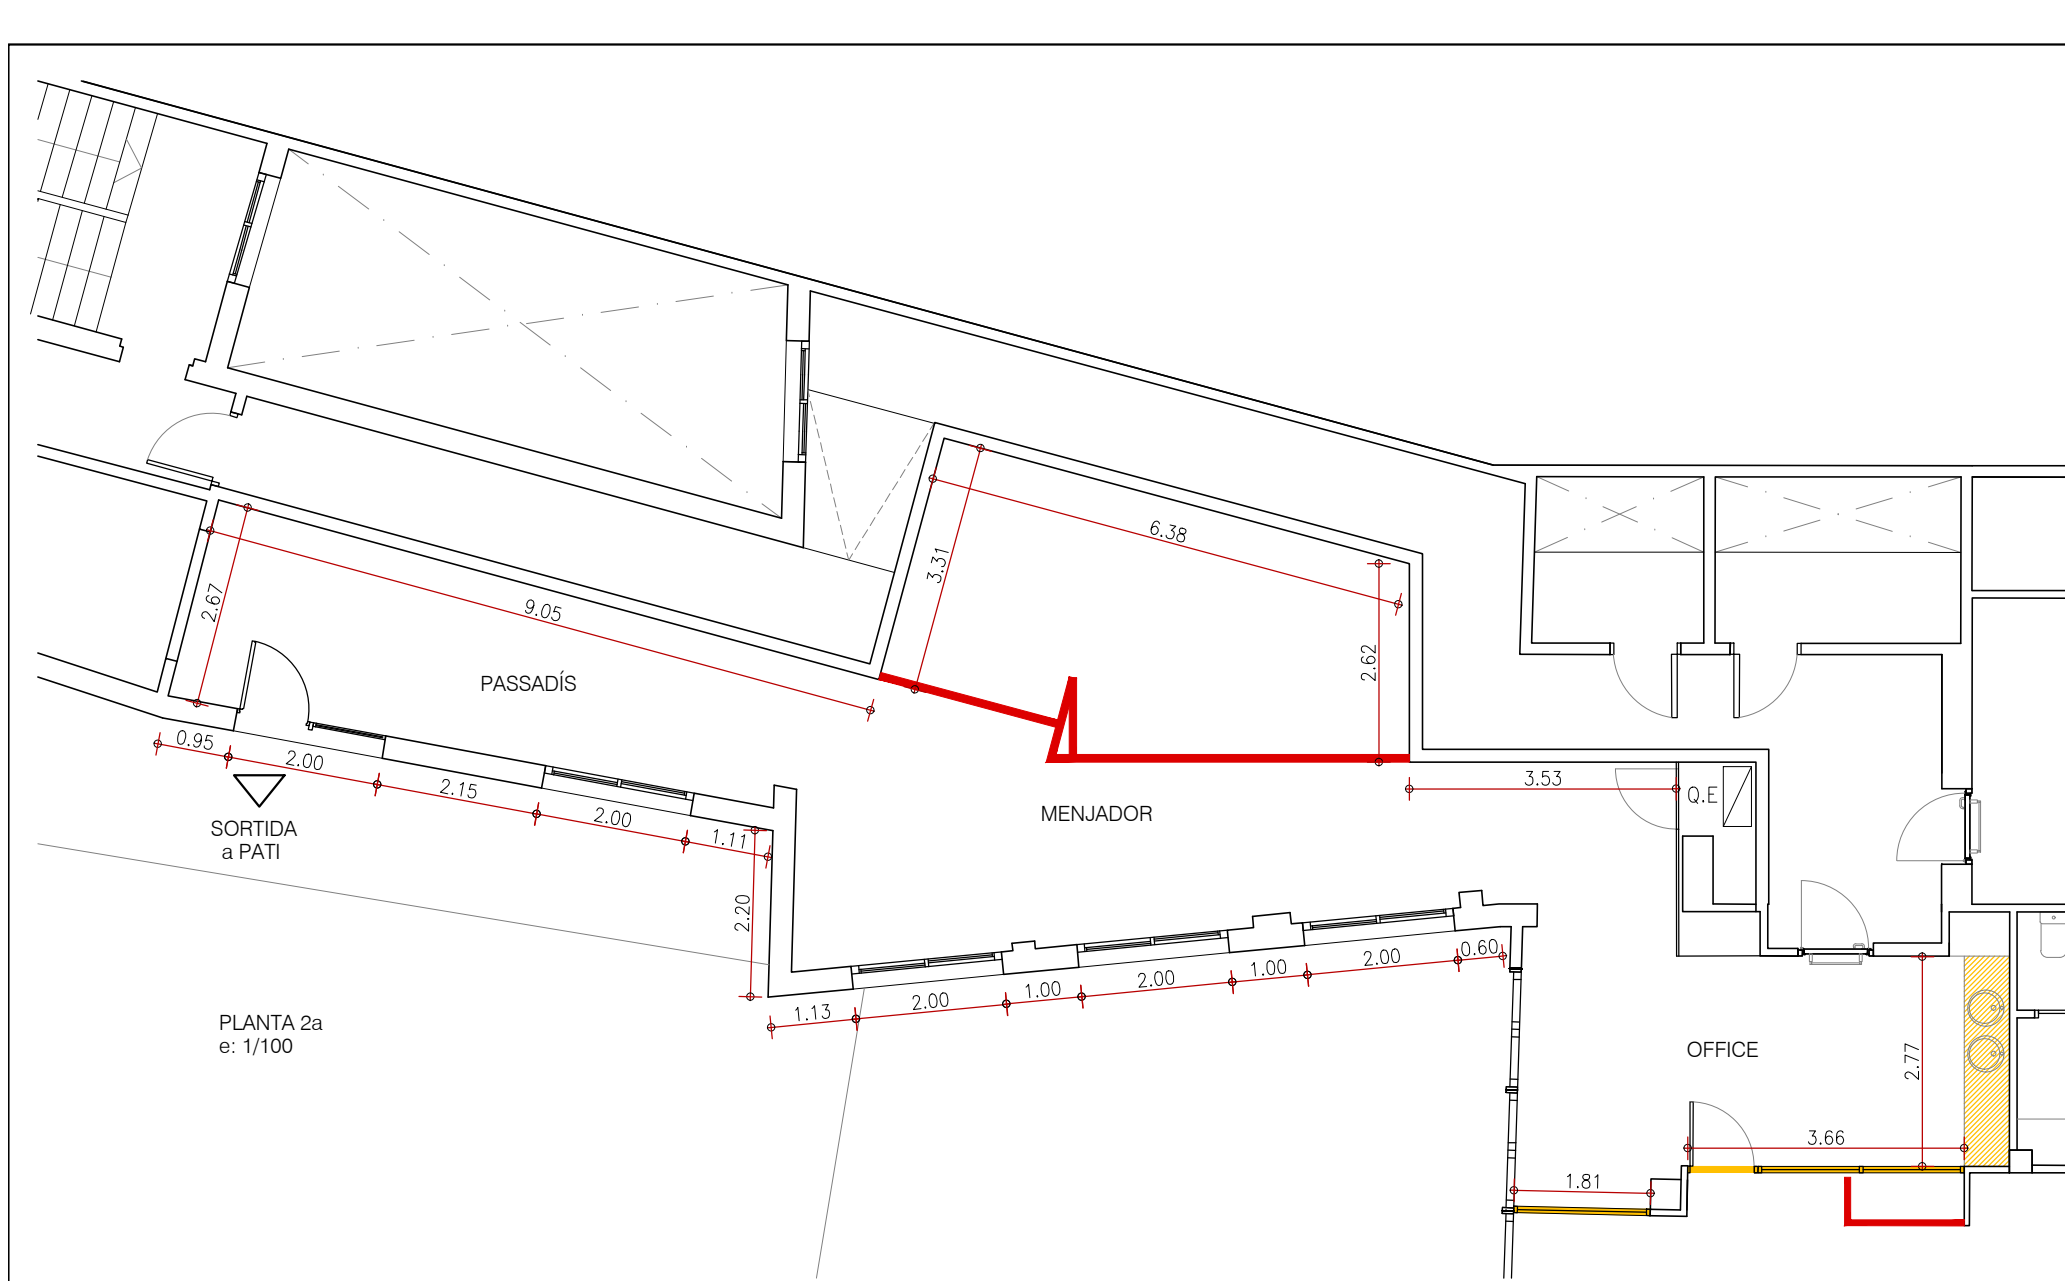 6.38
3.31
2.62
2.67
9.05
PASSADÍS
0.95
2.00
2.15
2.00
1.11
2.20
SORTIDA
a PATI
MENJADOR
3.53
Q.E
1.13
2.00
1.00
2.00
1.00
2.00
0.60
PLANTA 2a
e: 1/100
OFFICE
2.77
3.66
1.81